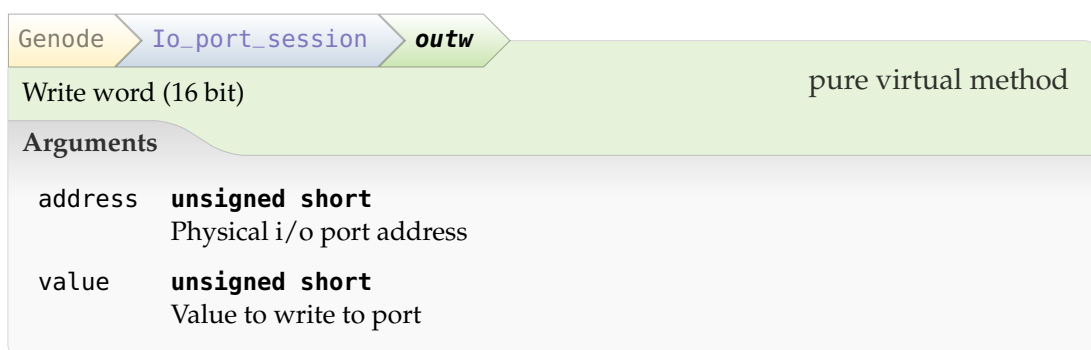 Genode Io_port_session outw
pure virtual method
Write word (16 bit)
Arguments
address unsigned short
Physical i/o port address
value unsigned short
Value to write to port